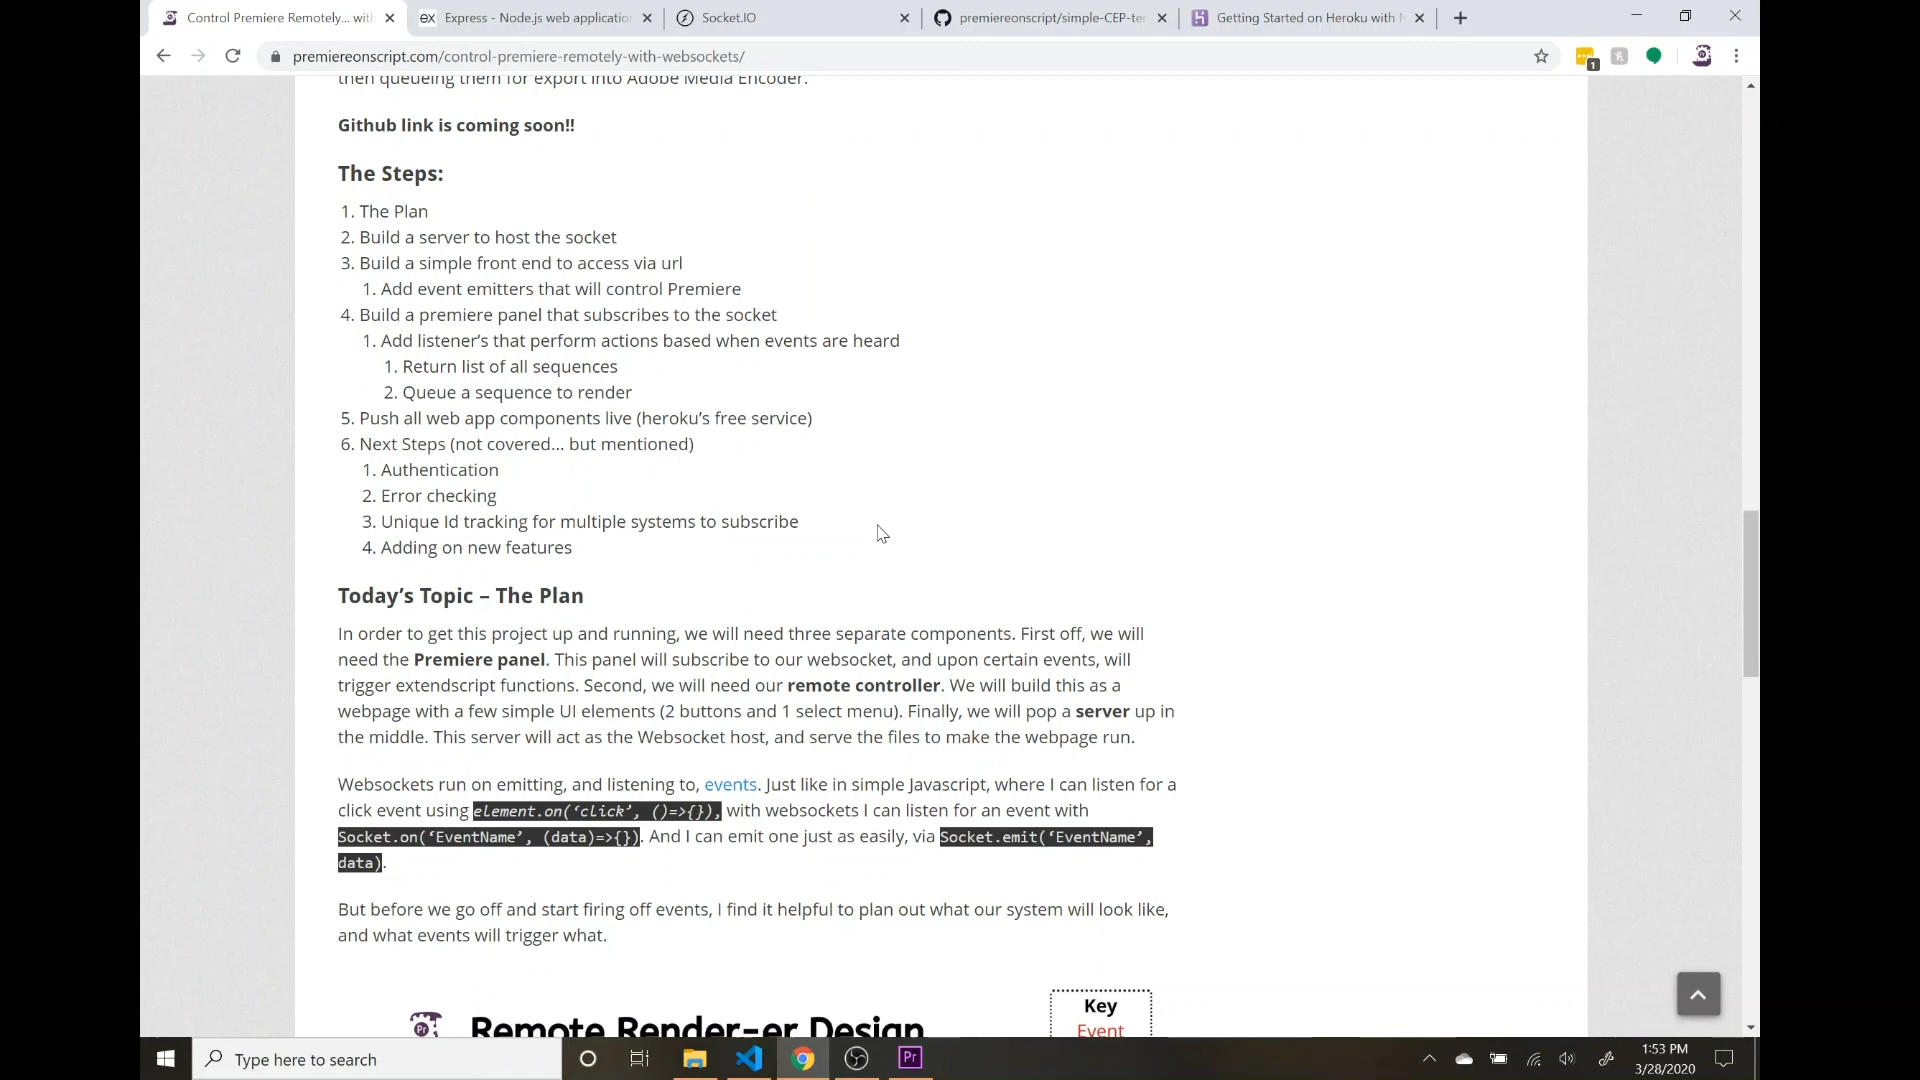 Control Premiere Remotely... with
Express - Node.js web application
Socket.IO
premiereonscript/simple-CEP-ter
Getting Started on Heroku with N
premiereonscript.com/control-premiere-remotely-with-websockets/
1
then queueing them for export into Adobe Media Encoder.
Github link is coming soon!!
The Steps:
1. The Plan
2. Build a server to host the socket
3. Build a simple front end to access via url
1. Add event emitters that will control Premiere
4. Build a premiere panel that subscribes to the socket
1. Add listener’s that perform actions based when events are heard
1. Return list of all sequences
2. Queue a sequence to render
5. Push all web app components live (heroku’s free service)
6. Next Steps (not covered... but mentioned)
1. Authentication
2. Error checking
3. Unique Id tracking for multiple systems to subscribe
4. Adding on new features
Today’s Topic – The Plan
In order to get this project up and running, we will need three separate components. First off, we will
need the Premiere panel. This panel will subscribe to our websocket, and upon certain events, will
trigger extendscript functions. Second, we will need our remote controller. We will build this as a
webpage with a few simple UI elements (2 buttons and 1 select menu). Finally, we will pop a server up in
the middle. This server will act as the Websocket host, and serve the files to make the webpage run.
Websockets run on emitting, and listening to, events. Just like in simple Javascript, where I can listen for a
click event using element.on(‘click’, ()=>{}), with websockets I can listen for an event with
Socket.on(‘EventName’, (data)=>{}). And I can emit one just as easily, via Socket.emit(‘EventName’,
data).
But before we go off and start firing off events, I find it helpful to plan out what our system will look like,
and what events will trigger what.
Key
Pr Remote Render-er Design
Event
Type here to search
Pr
1:53 PM
3/28/2020